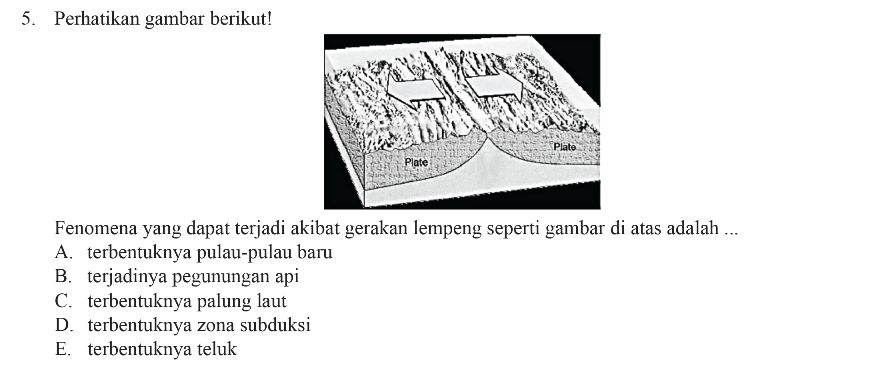 5. Perhatikan gambar berikut!
Plate
Plate
Fenomena yang dapat terjadi akibat gerakan lempeng seperti gambar di atas adalah ...
A. terbentuknya pulau-pulau baru
B. terjadinya pegunungan api
C. terbentuknya palung laut
D. terbentuknya zona subduksi
E. terbentuknya teluk